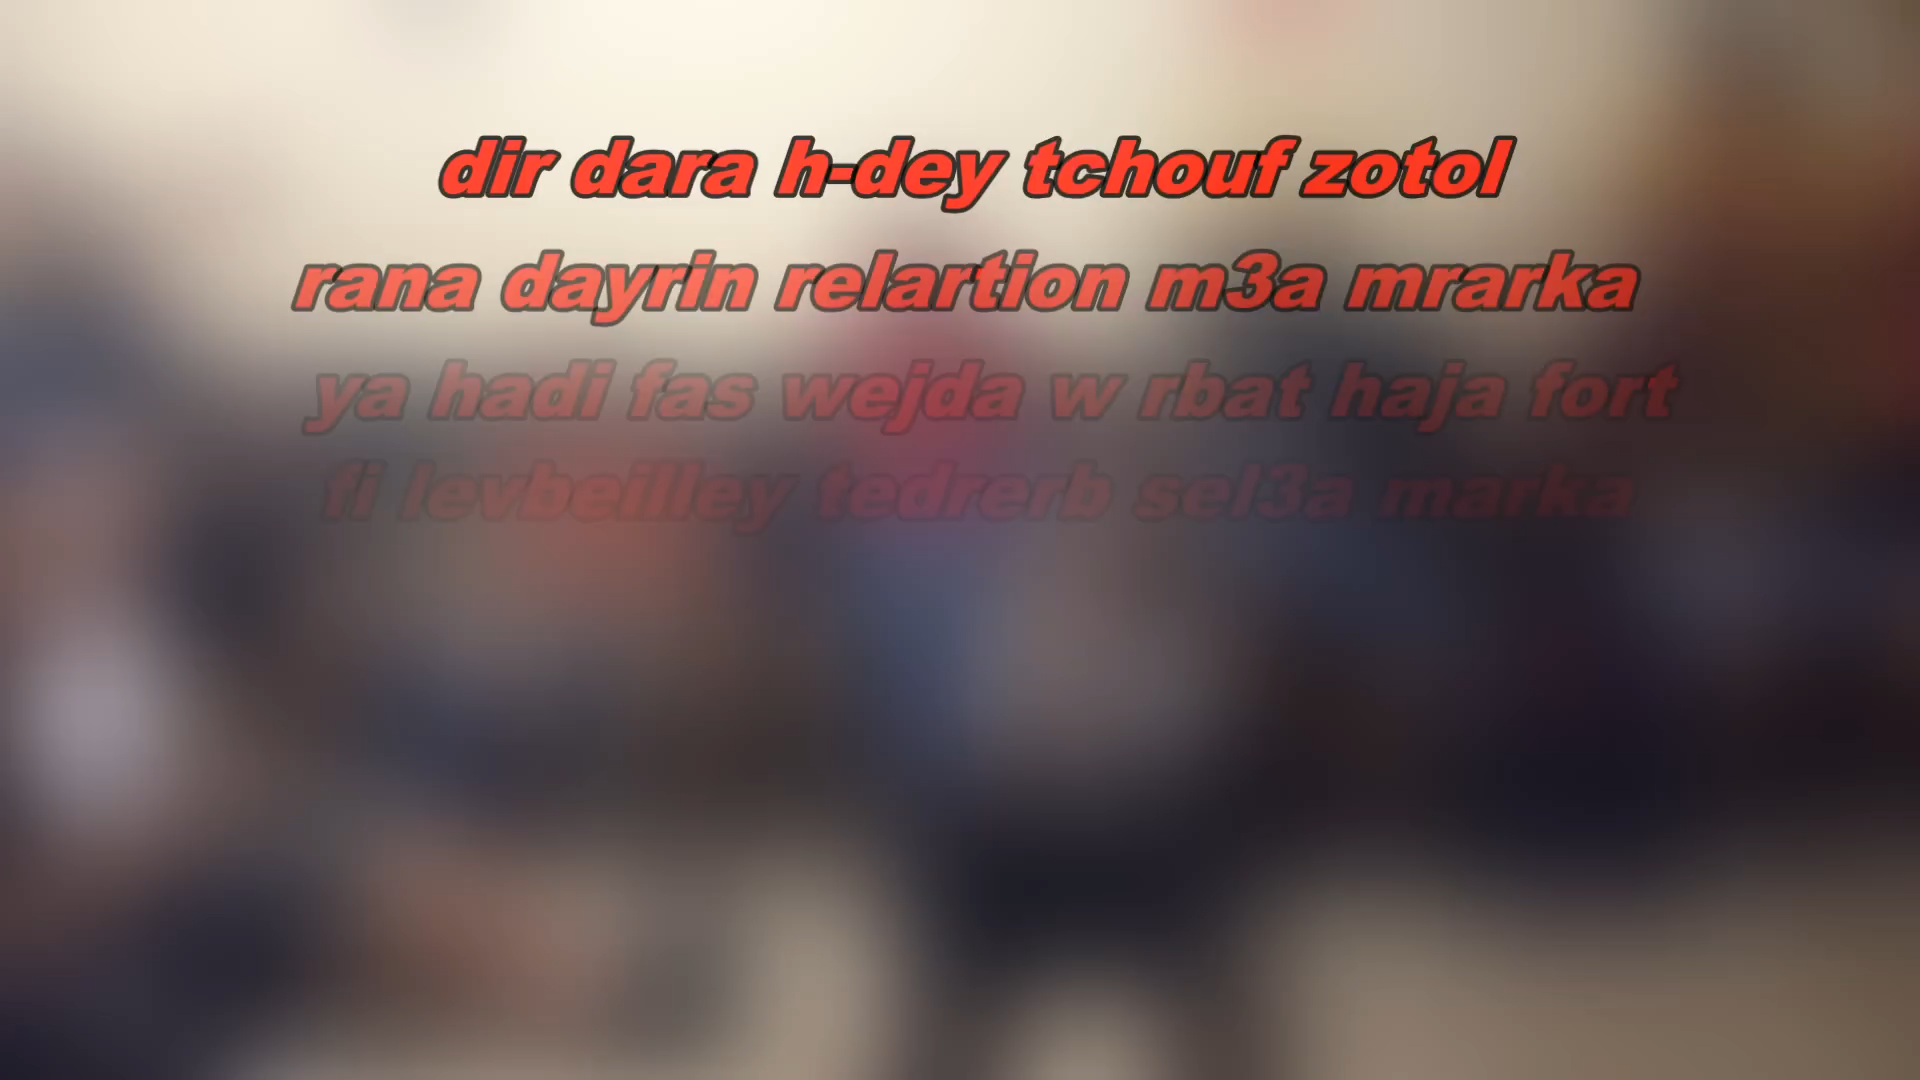 dir dara h-dey tchouf zotol
rana dayrin relartion m3a mrarka
ya hadi fas wejda w rbat haja fort
fi levbeilley tedrerb sel3a marka